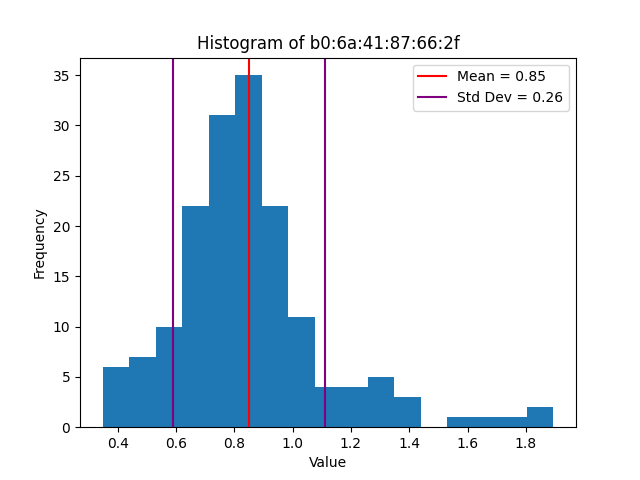 Histogram of b0:6a:41:87:66:2f
Mean = 0.85
Std Dev = 0.26
35
30
25
20
15
10
5
0
Frequency
0.4 0.6 0.8 1.0 1.2 1.4 1.6 1.8
Value